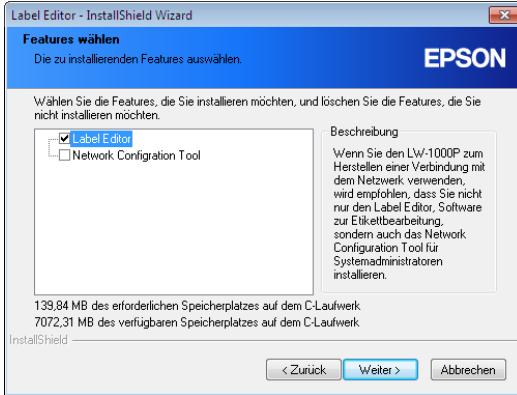 Label Editor - InstallShield Wizard
Features wählen
Die zu installierenden Features auswählen.
EPSON
Wählen Sie die Features, die Sie installieren möchten, und löschen Sie die Features, die Sie
nicht installieren möchten.
Label Editor
Network Configration Tool
Beschreibung
Wenn Sie den LW-1000P zum
Herstellen einer Verbindung mit
dem Netzwerk verwenden,
wird empfohlen, dass Sie nicht
nur den Label Editor, Software
zur Etikettbearbeitung,
sondern auch das Network
Configuration Tool für
Systemadministratoren
installieren.
139,84 MB des erforderlichen Speicherplatzes auf dem C-Laufwerk
7072,31 MB des verfügbaren Speicherplatzes auf dem C-Laufwerk
InstallShield
< Zurück
Weiter >
Abbrechen